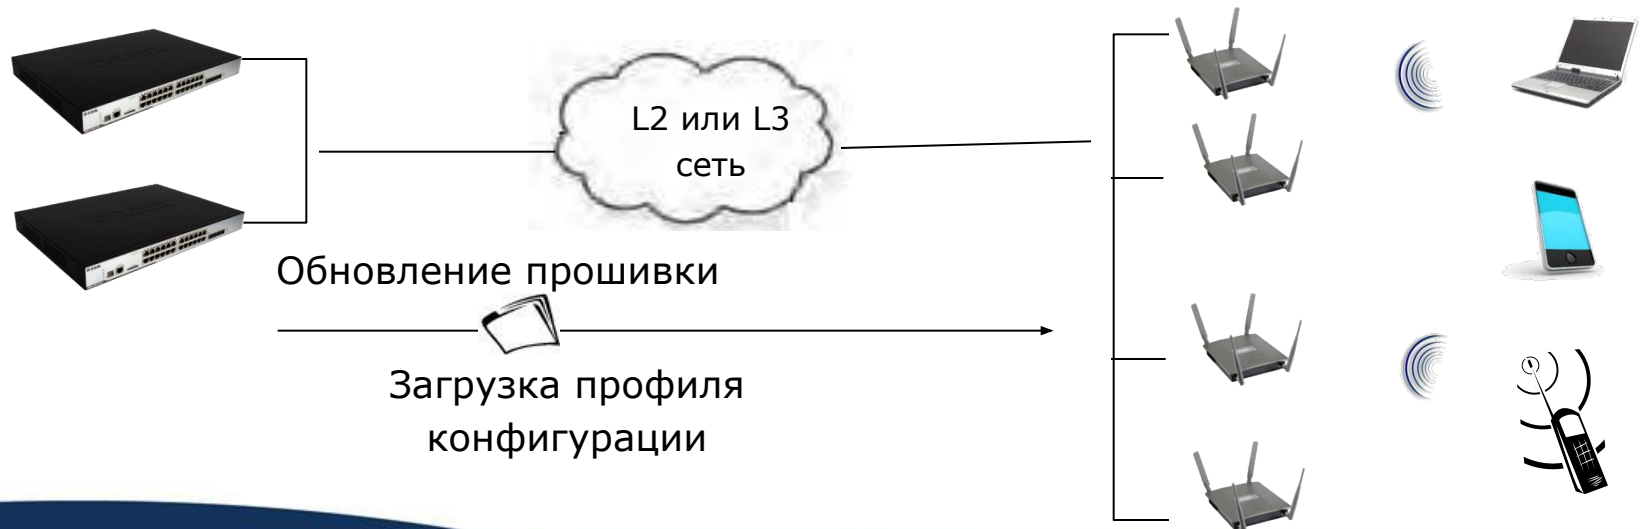 L2 или L3
сеть
Обновление прошивки
Загрузка профиля
конфигурации